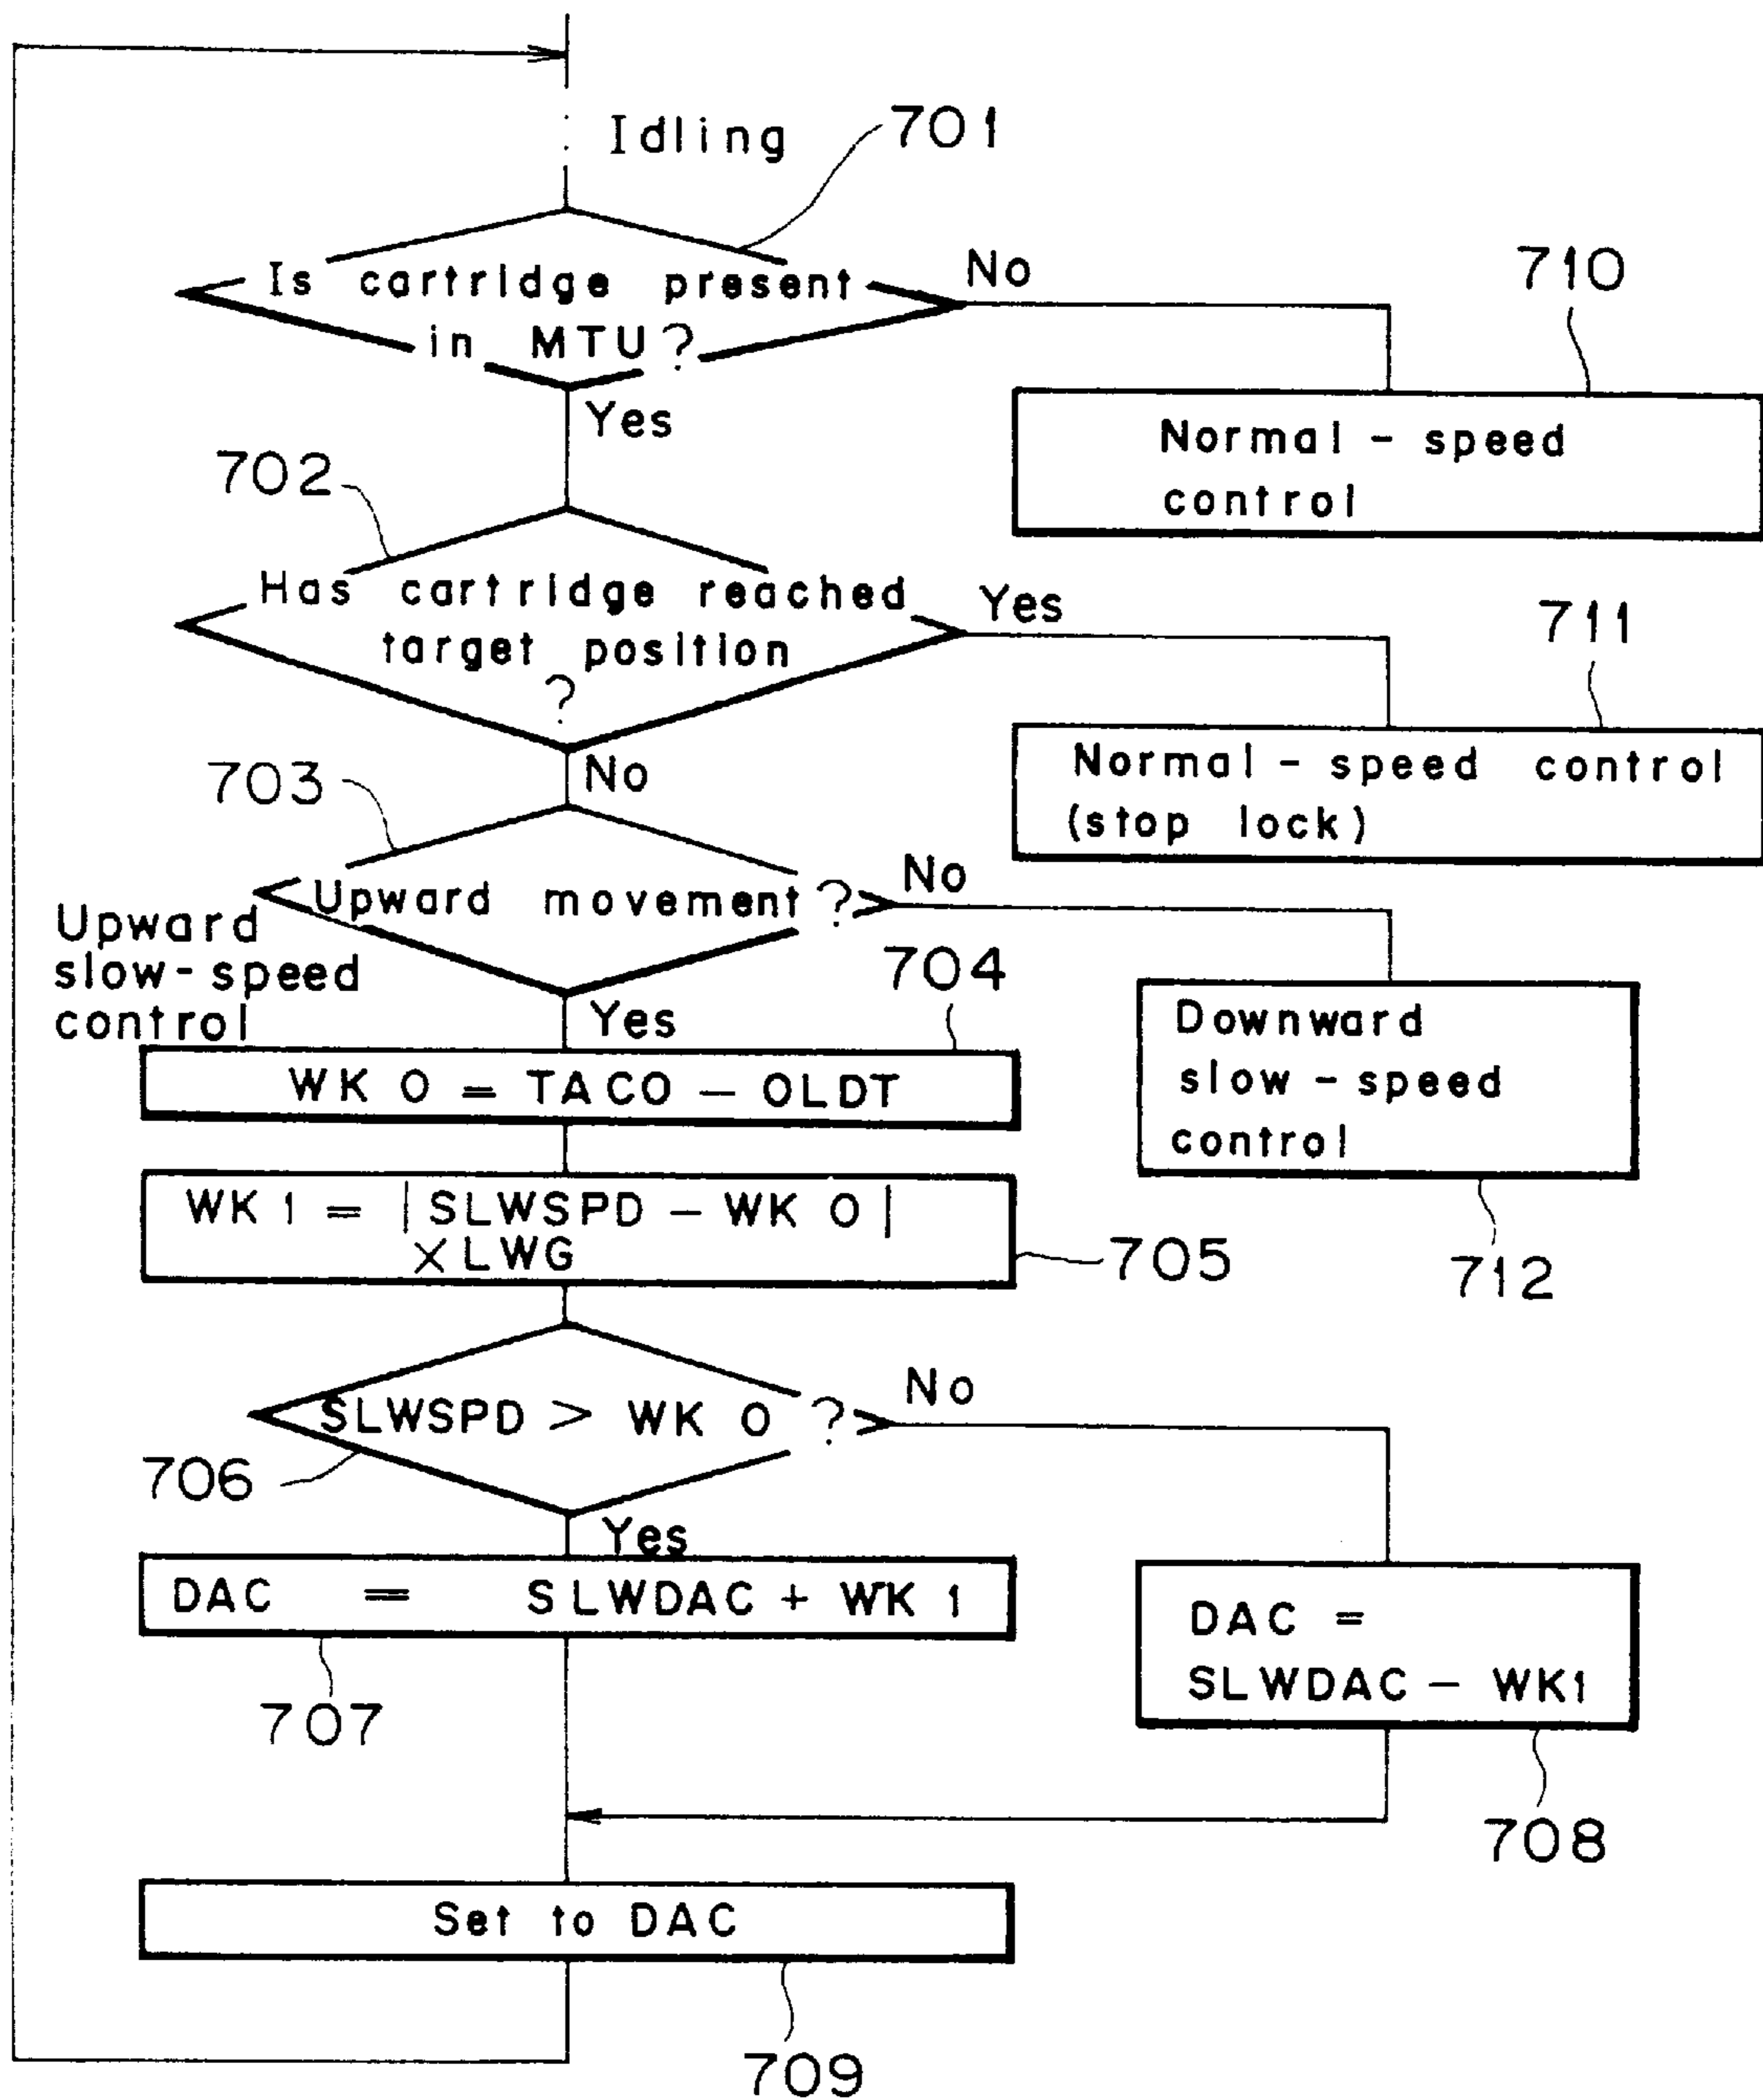 Idling
701
Is cartridge present
in MTU?
No
710
Yes
Normal - speed
control
702
Has cartridge reached
target position
?
Yes
711
No
Normal - speed control
(stop lock)
703
Upward movement ?
No
Upward
slow-speed
control
704
Yes
Downward
slow - speed
control
WK 0 = TACO - OLDT
WK 1 = |SLWSPD - WK 0|
×LWG
705
712
SLWSPD > WK 0 ?
No
706
Yes
DAC = SLWDAC + WK 1
DAC =
SLWDAC - WK1
707
708
Set to DAC
709